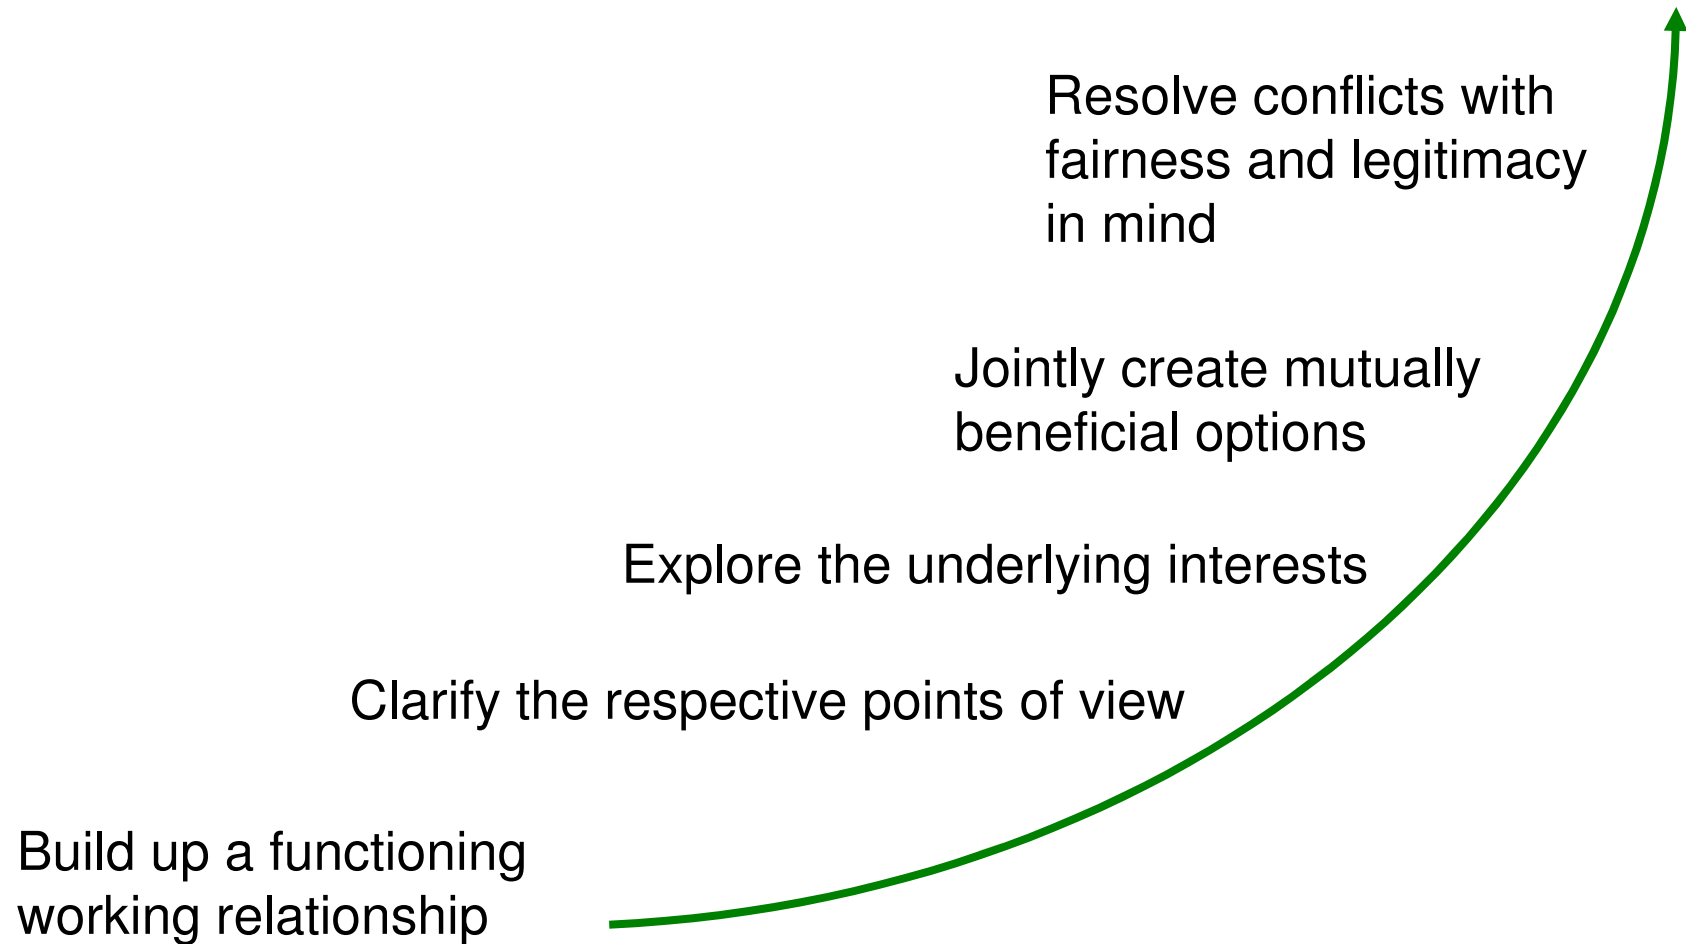 Resolve conflicts with
fairness and legitimacy
in mind
Jointly create mutually
beneficial options
Explore the underlying interests
Clarify the respective points of view
Build up a functioning
working relationship